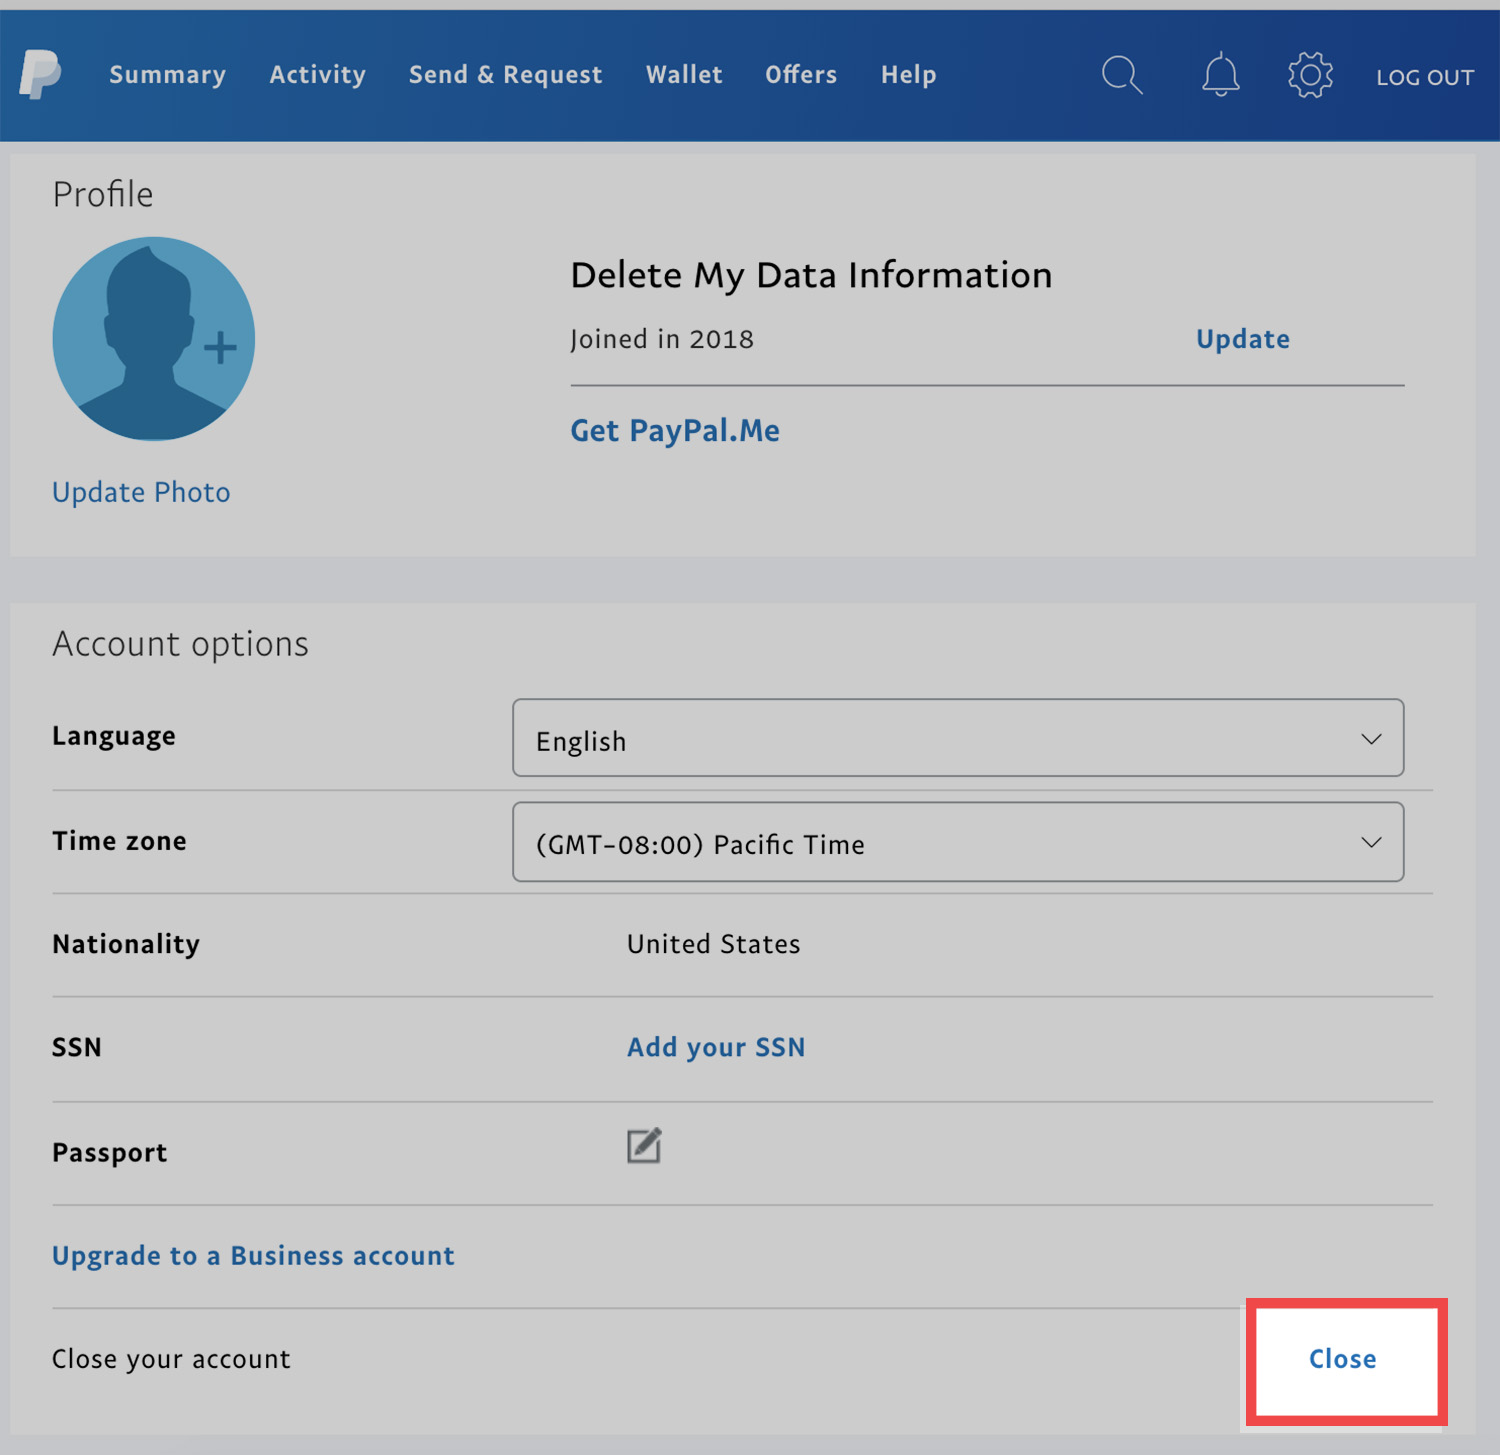 Summary Activity Send & Request Wallet Offers Help LOG OUT
Profile
Delete My Data Information
Joined in 2018 Update
Get PayPal.Me
Update Photo
Account options
Language English
Time zone (GMT-08:00) Pacific Time
Nationality United States
SSN Add your SSN
Passport
Upgrade to a Business account
Close your account Close